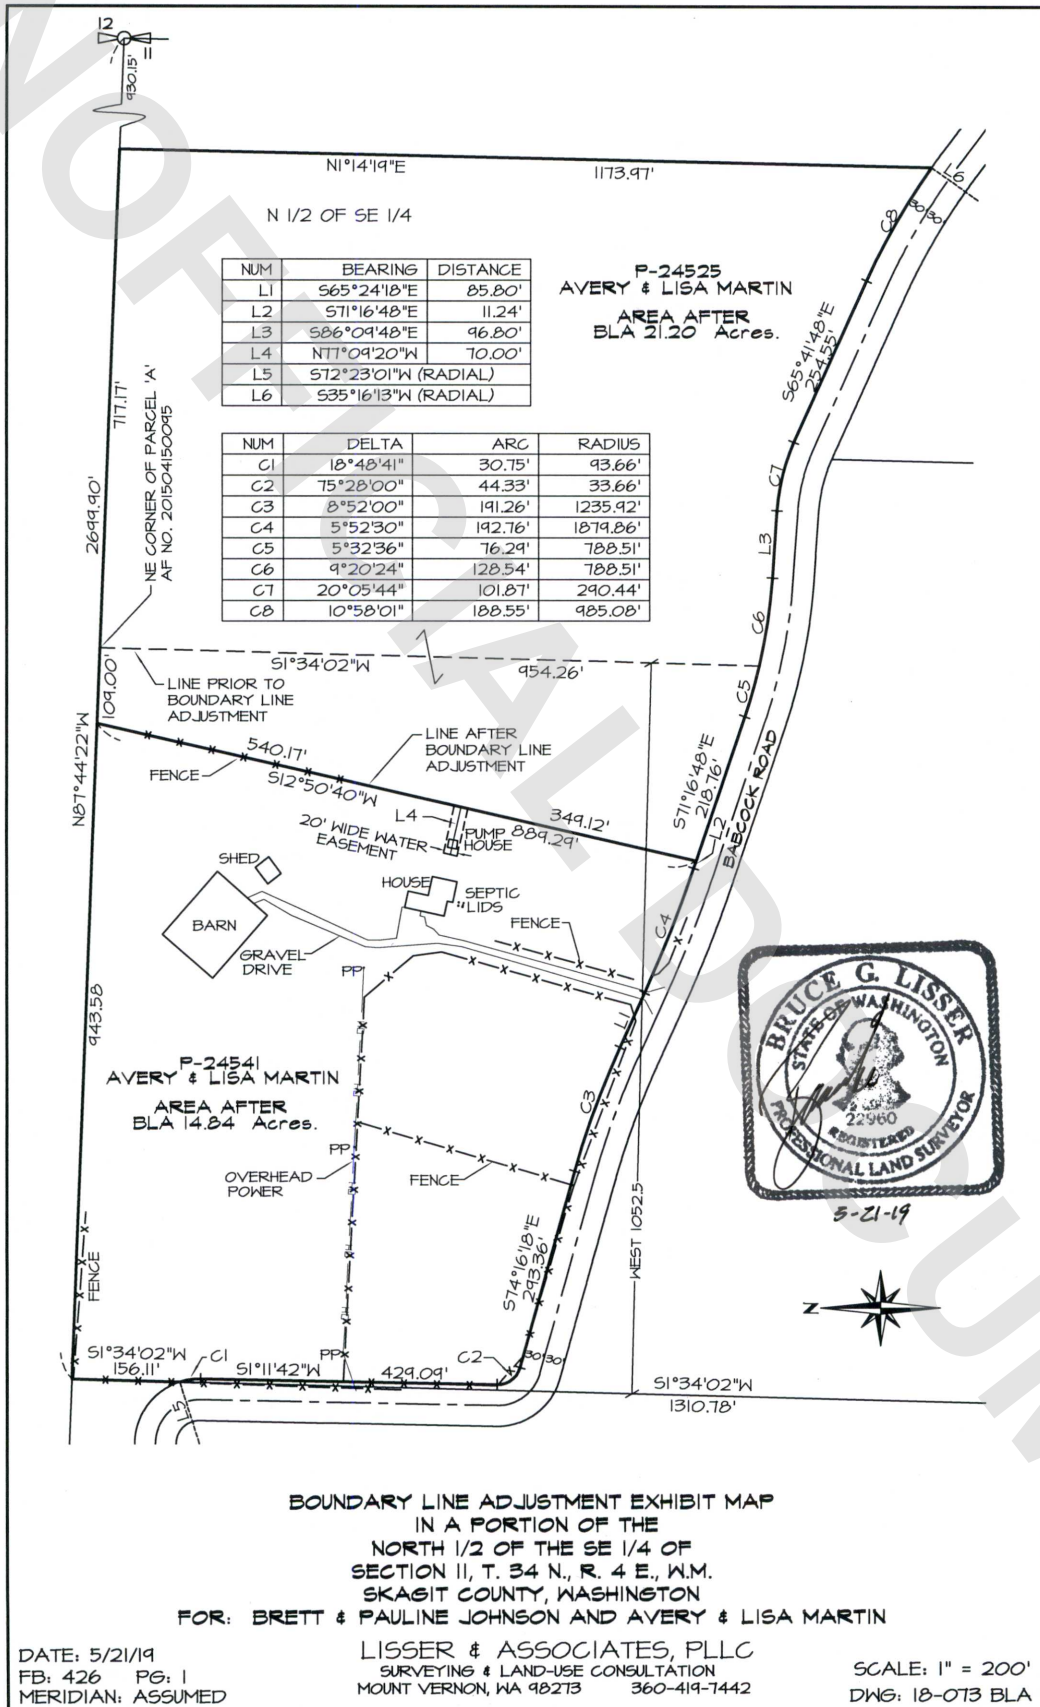 12
11
930.15'
N1°14'19"E
1173.97'
L6
30' 30'
C8
N 1/2 OF SE 1/4
P-24525
AVERY & LISA MARTIN
AREA AFTER
BLA 21.20 Acres.
NUM BEARING DISTANCE
L1 S65°24'18"E 85.80'
L2 S71°16'48"E 11.24'
L3 S86°09'48"E 96.80'
L4 N77°09'20"W 70.00'
L5 S72°23'01"W (RADIAL)
L6 S35°16'13"W (RADIAL)
NUM DELTA ARC RADIUS
C1 18°48'41" 30.75' 93.66'
C2 75°28'00" 44.33' 33.66'
C3 8°52'00" 191.26' 1235.92'
C4 5°52'30" 192.76' 1879.86'
C5 5°32'36" 76.29' 788.51'
C6 9°20'24" 128.54' 788.51'
C7 20°05'44" 101.87' 290.44'
C8 10°58'01" 188.55' 985.08'
717.17'
2699.90'
NE CORNER OF PARCEL 'A'
AF NO. 201504150095
S65°41'48"E
254.55'
C7
L3
C6
C5
S1°34'02"W
954.26'
109.00'
LINE PRIOR TO
BOUNDARY LINE
ADJUSTMENT
N87°44'22"W
540.17'
S12°50'40"W
FENCE
LINE AFTER
BOUNDARY LINE
ADJUSTMENT
S71°16'48"E
218.76'
BABCOCK ROAD
L2
L4
349.12'
889.29'
20' WIDE WATER
EASEMENT
PUMP
HOUSE
SHED
BARN
HOUSE
SEPTIC
LIDS
FENCE
GRAVEL
DRIVE
C4
PP
L1
943.58
P-24541
AVERY & LISA MARTIN
AREA AFTER
BLA 14.84 Acres.
C3
PP
OVERHEAD
POWER
FENCE
WEST 1052.5
S74°16'18"E
293.36'
FENCE
BRUCE G. LISSER
STATE OF WASHINGTON
22960
REGISTERED
PROFESSIONAL LAND SURVEYOR
5-21-19
N
S1°34'02"W
156.11'
C1
S1°11'42"W
PP
429.09'
C2
30' 30'
S1°34'02"W
1310.78'
L5
BOUNDARY LINE ADJUSTMENT EXHIBIT MAP
IN A PORTION OF THE
NORTH 1/2 OF THE SE 1/4 OF
SECTION 11, T. 34 N., R. 4 E., W.M.
SKAGIT COUNTY, WASHINGTON
FOR: BRETT & PAULINE JOHNSON AND AVERY & LISA MARTIN
DATE: 5/21/19
FB: 426 PG: 1
MERIDIAN: ASSUMED
LISSER & ASSOCIATES, PLLC
SURVEYING & LAND-USE CONSULTATION
MOUNT VERNON, WA 98273 360-419-7442
SCALE: 1" = 200'
DWG: 18-073 BLA
NOFFICIAL DOCUM